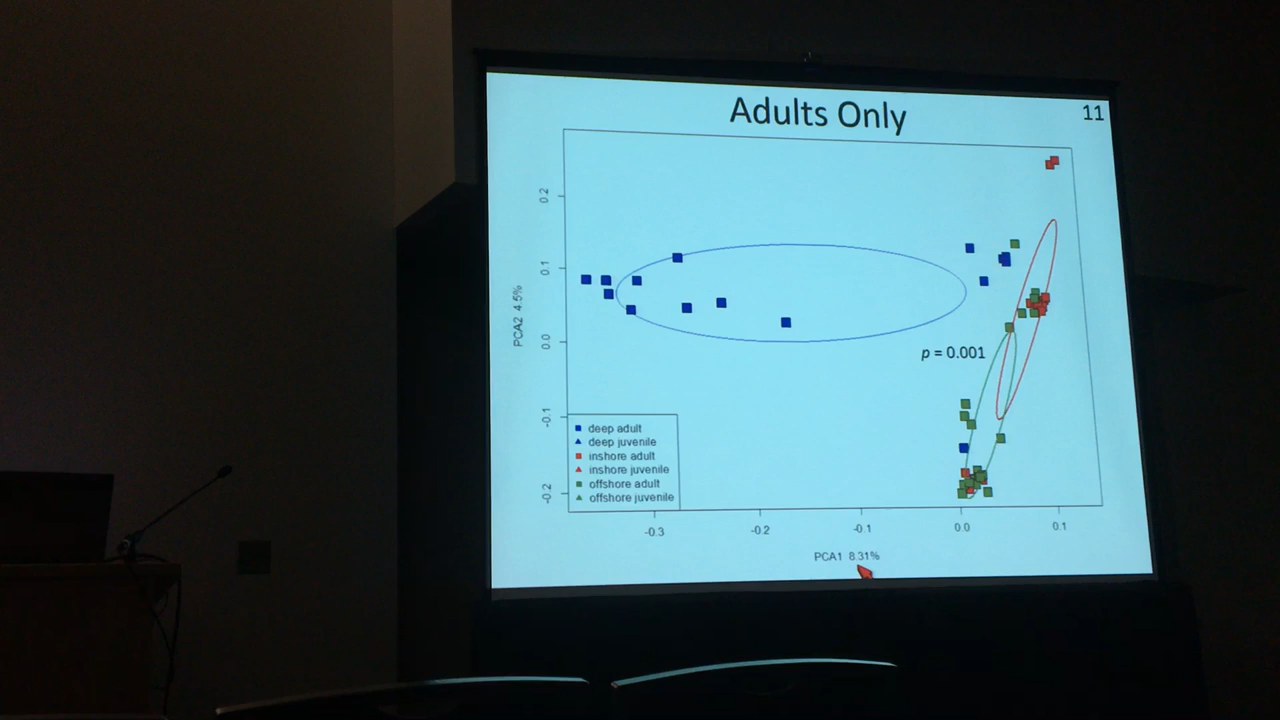 Adults Only
11
0.2
0.1
0.0
-0.1
-0.2
PCA2 4.5%
p = 0.001
deep adult
deep juvenile
inshore adult
inshore juvenile
offshore adult
offshore juvenile
-0.3
-0.2
-0.1
0.0
0.1
PCA1 8.31%